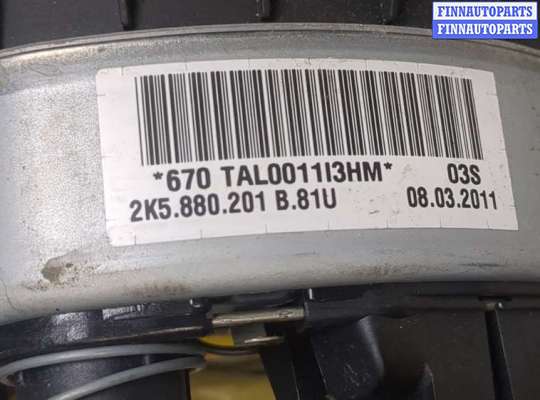 FINNAUTOPARTS
FINNAUTOPARTS
*670 TAL0011I3HM* 03S
2K5.880.201 B.81U 08.03.2011